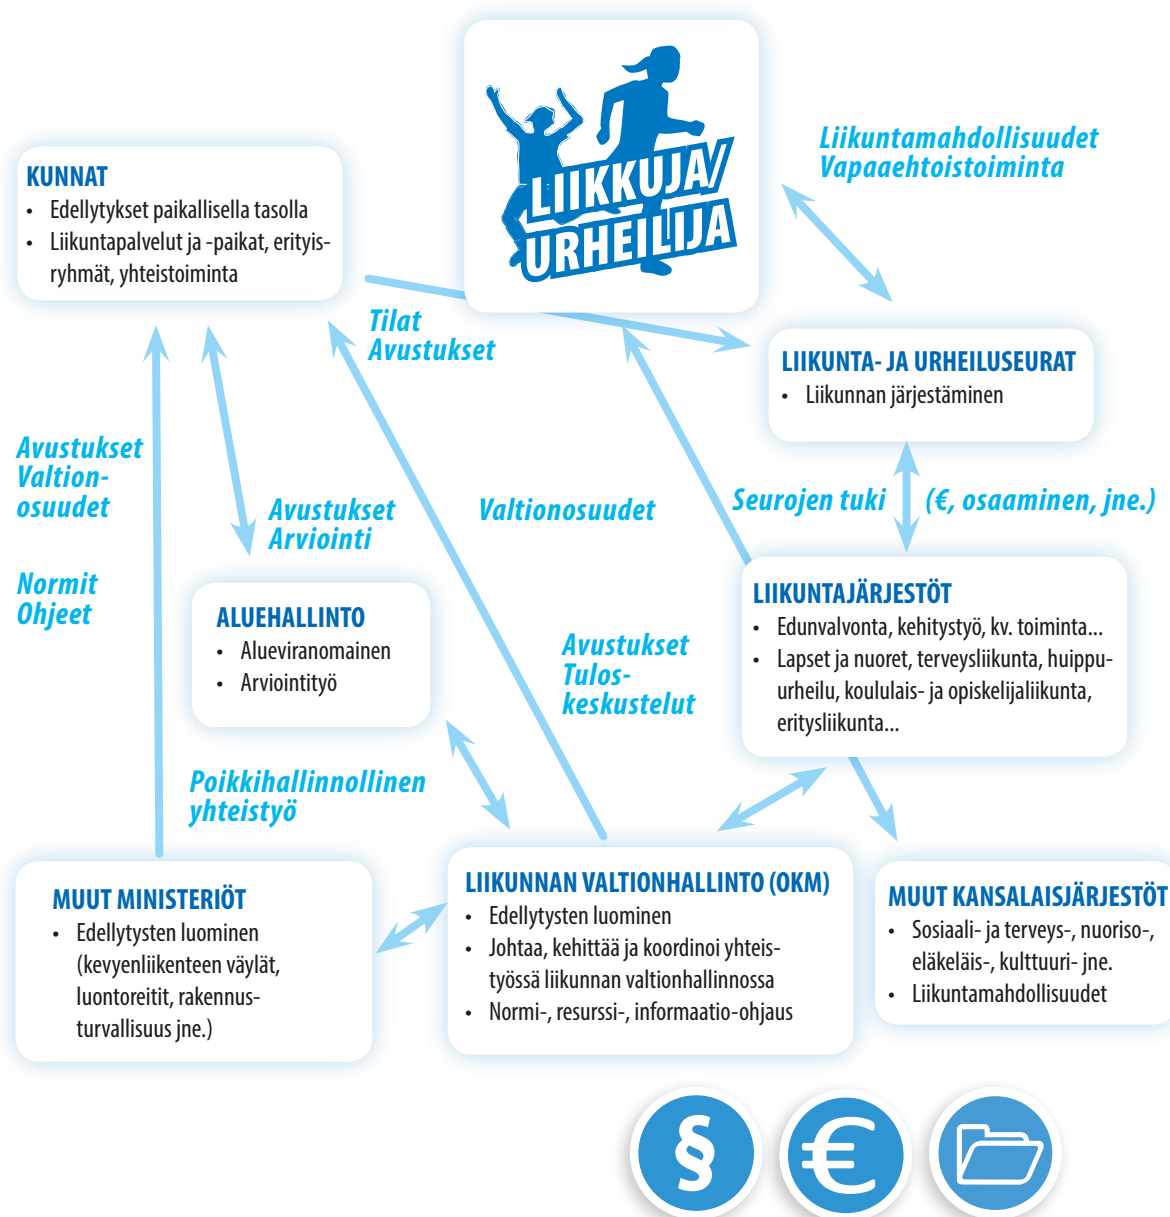 LIIKKUJA/
URHEILIJA
Liikuntamahdollisuudet
Vapaaehtoistoiminta
KUNNAT
• Edellytykset paikallisella tasolla
• Liikuntapalvelut ja -paikat, erityis-
ryhmät, yhteistoiminta
Tilat
Avustukset
LIIKUNTA- JA URHEILUSEURAT
• Liikunnan järjestäminen
Avustukset
Valtion-
osuudet
Normit
Ohjeet
Avustukset
Arviointi
Valtionosuudet
Seurojen tuki (€, osaaminen, jne.)
ALUEHALLINTO
• Alueviranomainen
• Arviointityö
Avustukset
Tulos-
keskustelut
LIIKUNTAJÄRJESTÖT
• Edunvalvonta, kehitystyö, kv. toiminta...
• Lapset ja nuoret, terveysliikunta, huippu-
urheilu, koululais- ja opiskelijaliikunta,
eritysliikunta...
Poikkihallinnollinen
yhteistyö
MUUT MINISTERIÖT
• Edellytysten luominen
(kevyenliikenteen väylät,
luontoreitit, rakennus-
turvallisuus jne.)
LIIKUNNAN VALTIONHALLINTO (OKM)
• Edellytysten luominen
• Johtaa, kehittää ja koordinoi yhteis-
työssä liikunnan valtionhallinnossa
• Normi-, resurssi-, informaatio-ohjaus
MUUT KANSALAISJÄRJESTÖT
• Sosiaali- ja terveys-, nuoriso-,
eläkeläis-, kulttuuri- jne.
• Liikuntamahdollisuudet
§ €